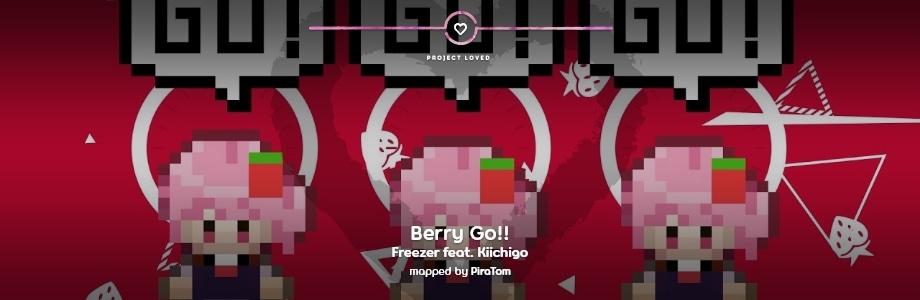 GO! GO! GO!
PROJECT LOVED
Berry Go!!
Freezer feat. Kiichigo
mapped by PiraTom